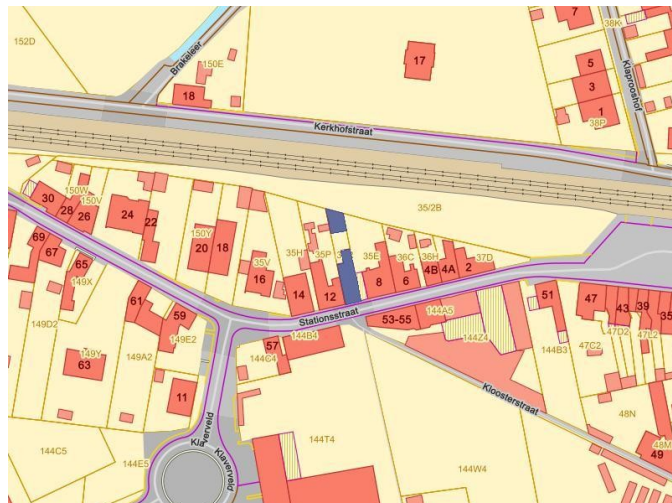 152D
Brakeleer
150E
18
17
Kerkhofstraat
7
38K
5
3
1
38P
Klaprooshof
150W
150V
30
28
26
24
22
69
67
65
149X
150Y
20
18
35V
16
35H
14
35P
12
35E
8
36C
6
36H
4B
4A
37D
2
35/2B
Stationsstraat
53-55
144A5
144Z4
51
47
43
39
35
47D2
47L2
47C2
144B3
149D2
61
59
149E2
149Y
63
149A2
11
57
144C4
144B4
Kloosterstraat
48N
48M
49
144C5
144E5
Klaverveld
Klaverveld
144T4
144W4